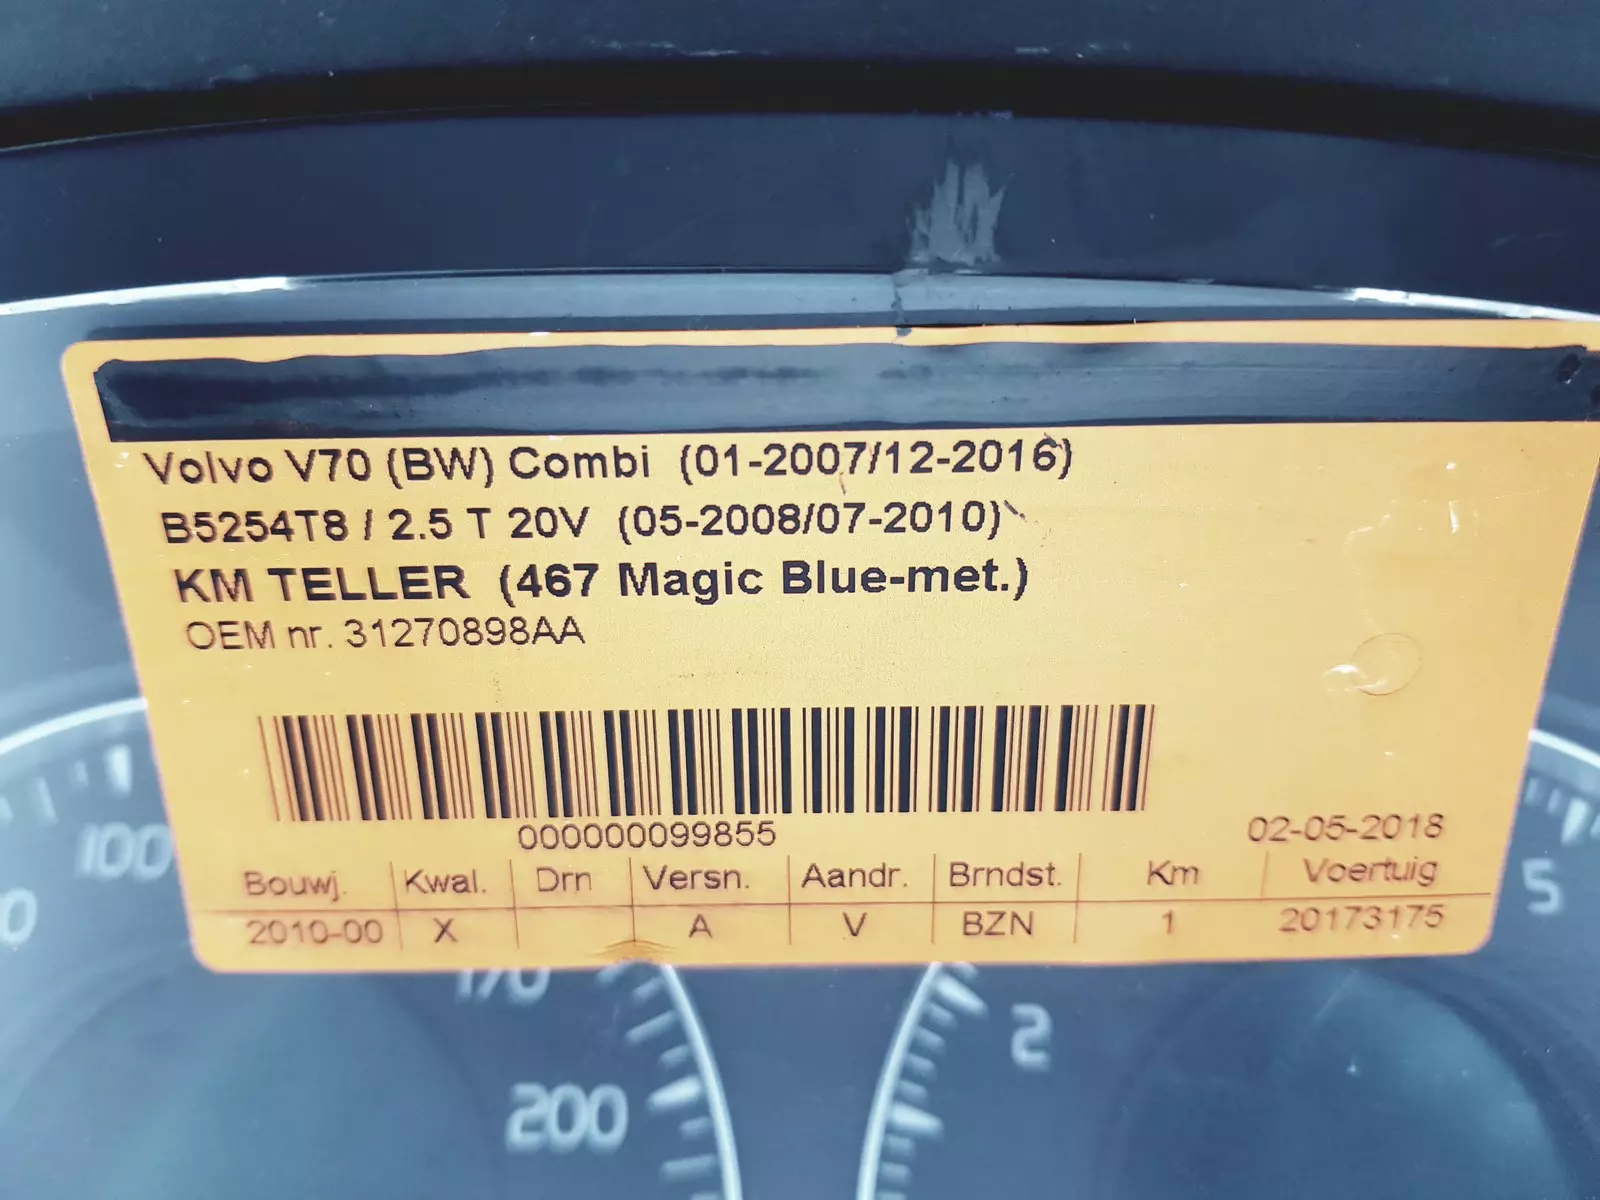 Volvo V70 (BW) Combi (01-2007/12-2016)
B5254T8 / 2.5 T 20V (05-2008/07-2010)
KM TELLER (467 Magic Blue-met.)
OEM nr. 31270898AA
000000099855
02-05-2018
Bouwj. Kwal. Drn Versn. Aandr. Brndst. Km Voertuig
2010-00 X A V BZN 1 20173175
100
5
170
2
200